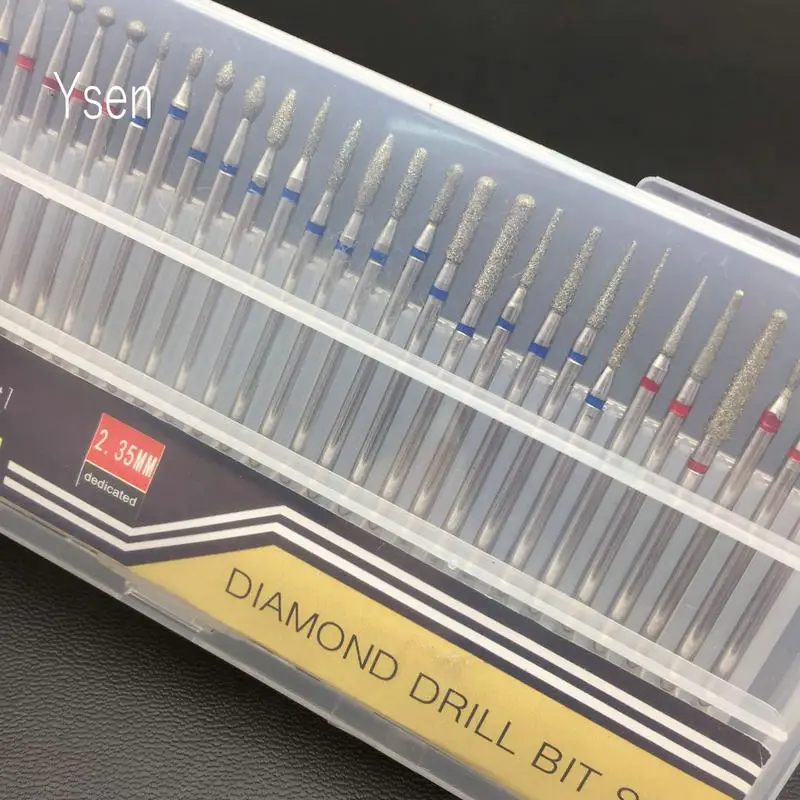 Ysen
2.35MM
dedicated
DIAMOND DRILL BIT S